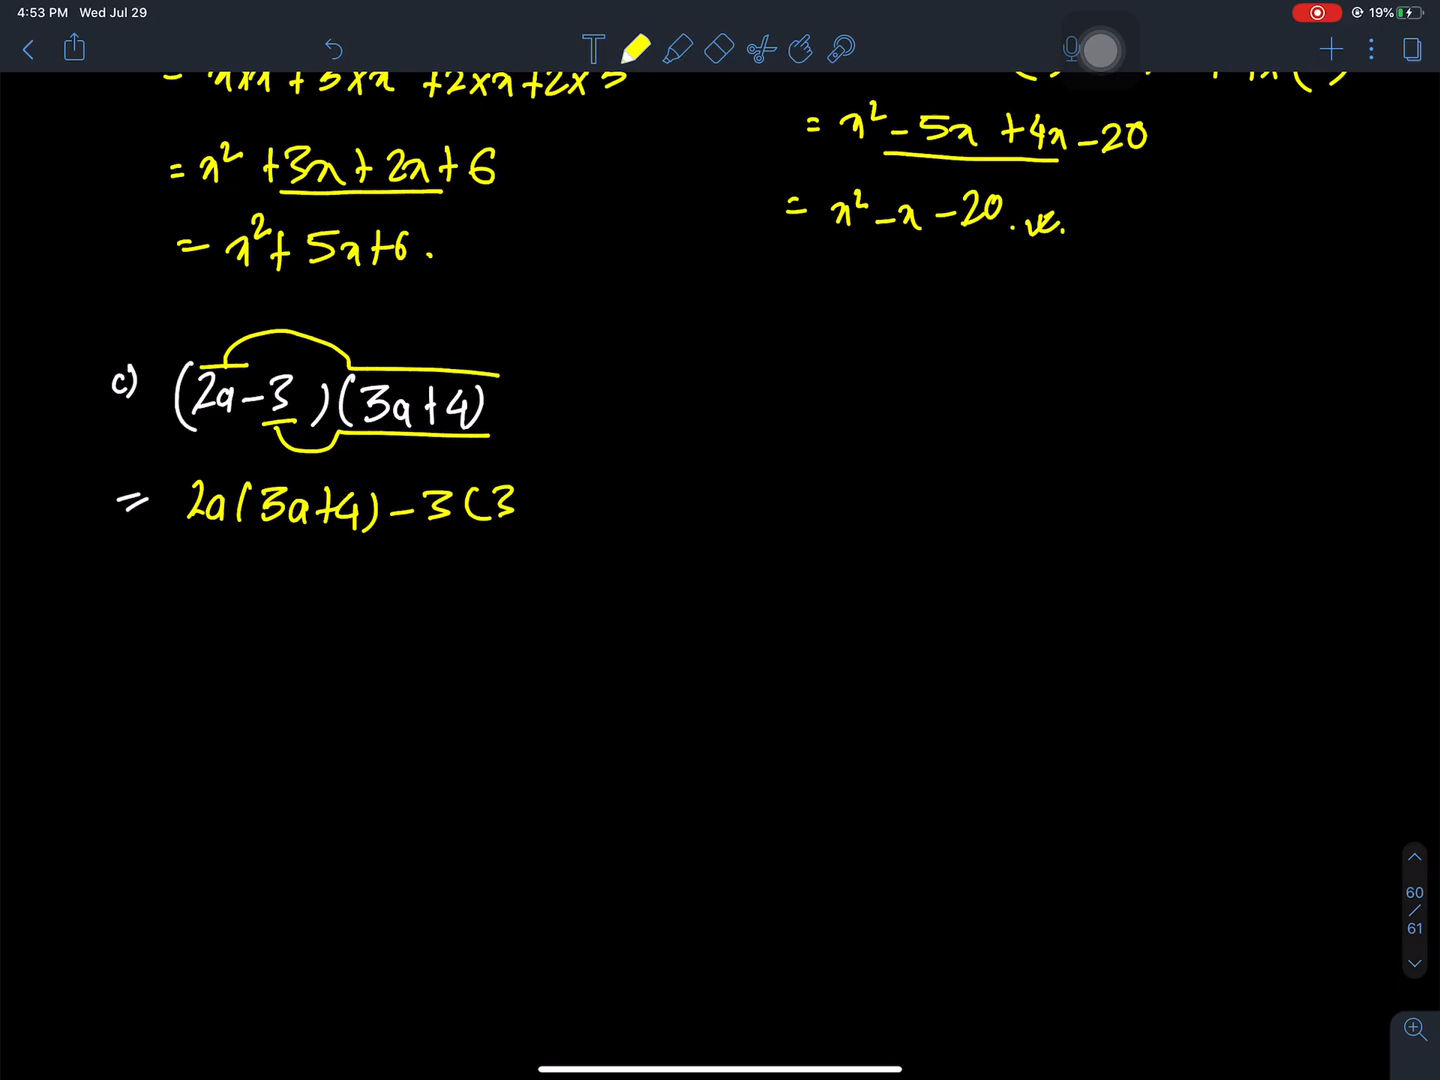 4:53 PM Wed Jul 29
19%
= x² + 3x + 2x + 6
= x² + 5x + 6 .
= x² - 5x + 4x - 20
= x² - x - 20 .
c) (2a - 3 ) (3a + 4)
= 2a(3a+4) - 3 (3
60
/
61